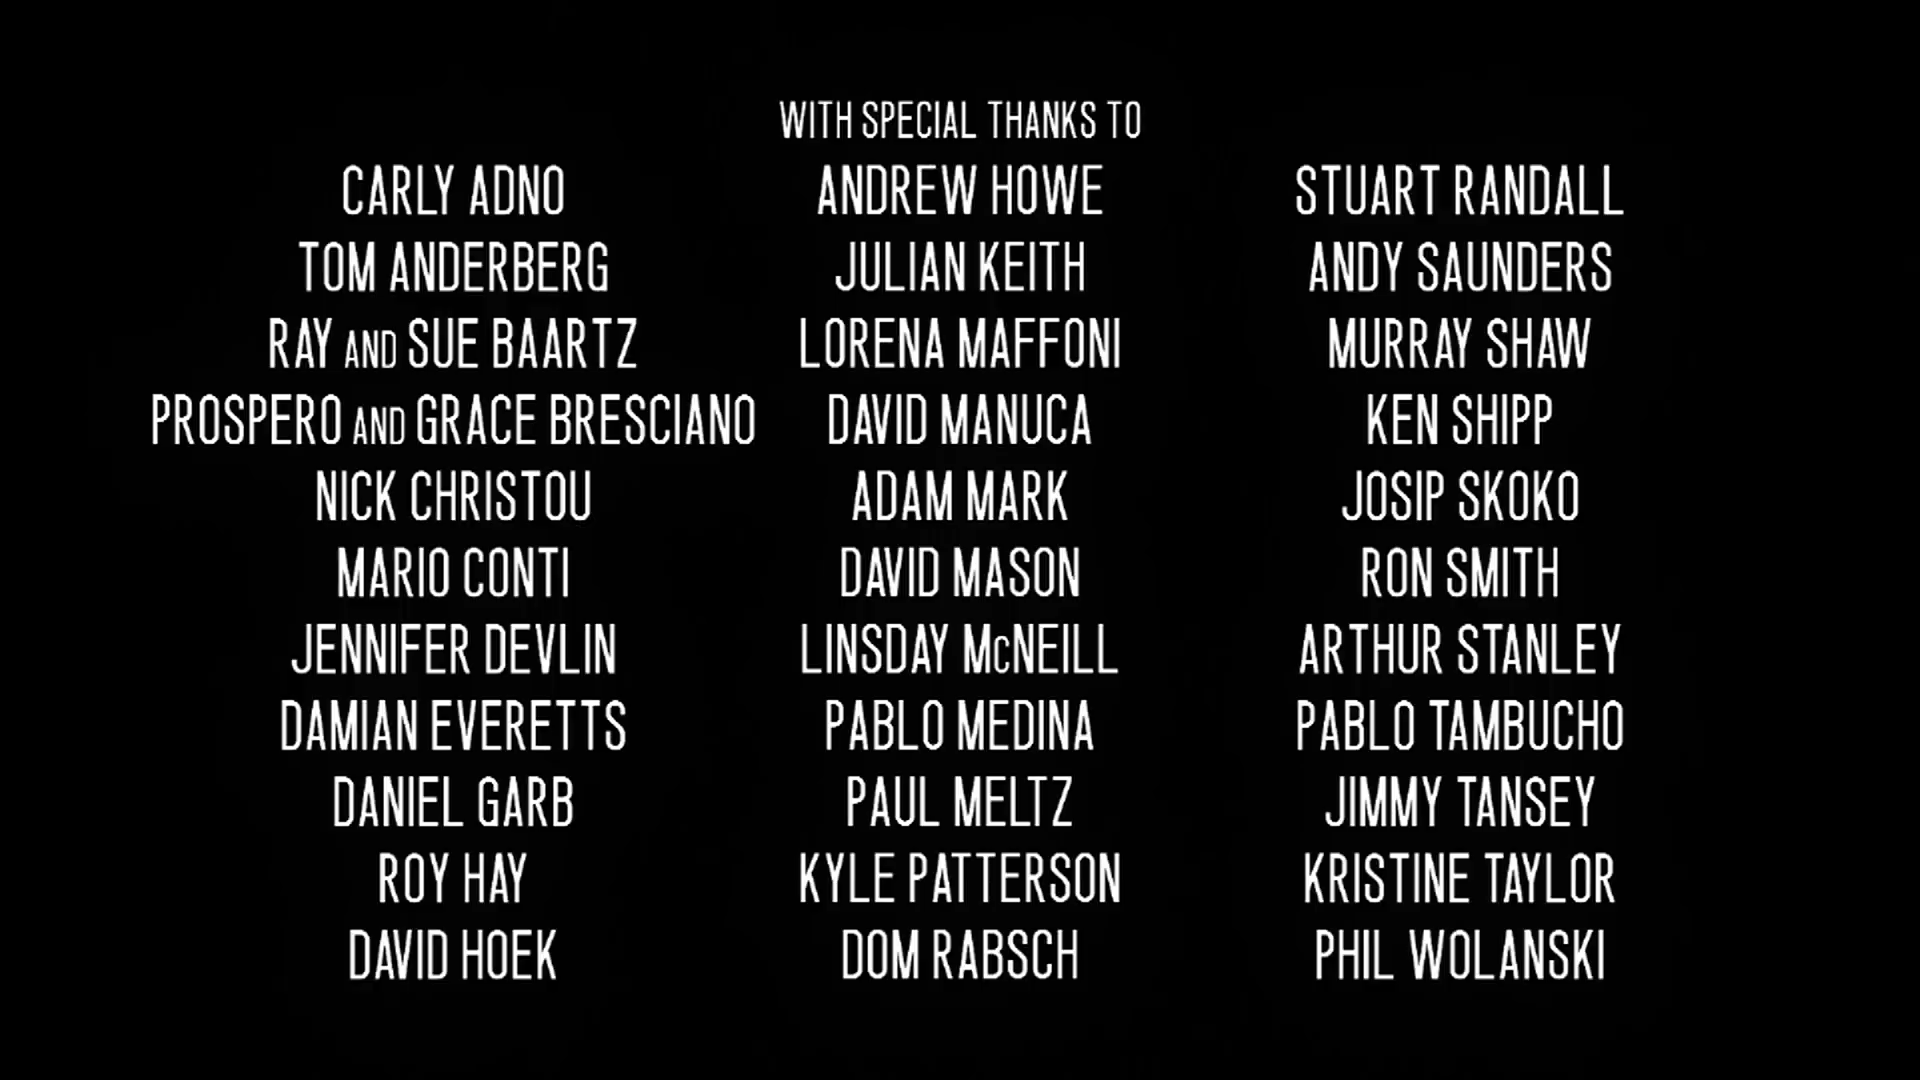 WITH SPECIAL THANKS TO
CARLY ADNO
TOM ANDERBERG
RAY AND SUE BAARTZ
PROSPERO AND GRACE BRESCIANO
NICK CHRISTOU
MARIO CONTI
JENNIFER DEVLIN
DAMIAN EVERETTS
DANIEL GARB
ROY HAY
DAVID HOEK
ANDREW HOWE
JULIAN KEITH
LORENA MAFFONI
DAVID MANUCA
ADAM MARK
DAVID MASON
LINSDAY McNEILL
PABLO MEDINA
PAUL MELTZ
KYLE PATTERSON
DOM RABSCH
STUART RANDALL
ANDY SAUNDERS
MURRAY SHAW
KEN SHIPP
JOSIP SKOKO
RON SMITH
ARTHUR STANLEY
PABLO TAMBUCHO
JIMMY TANSEY
KRISTINE TAYLOR
PHIL WOLANSKI